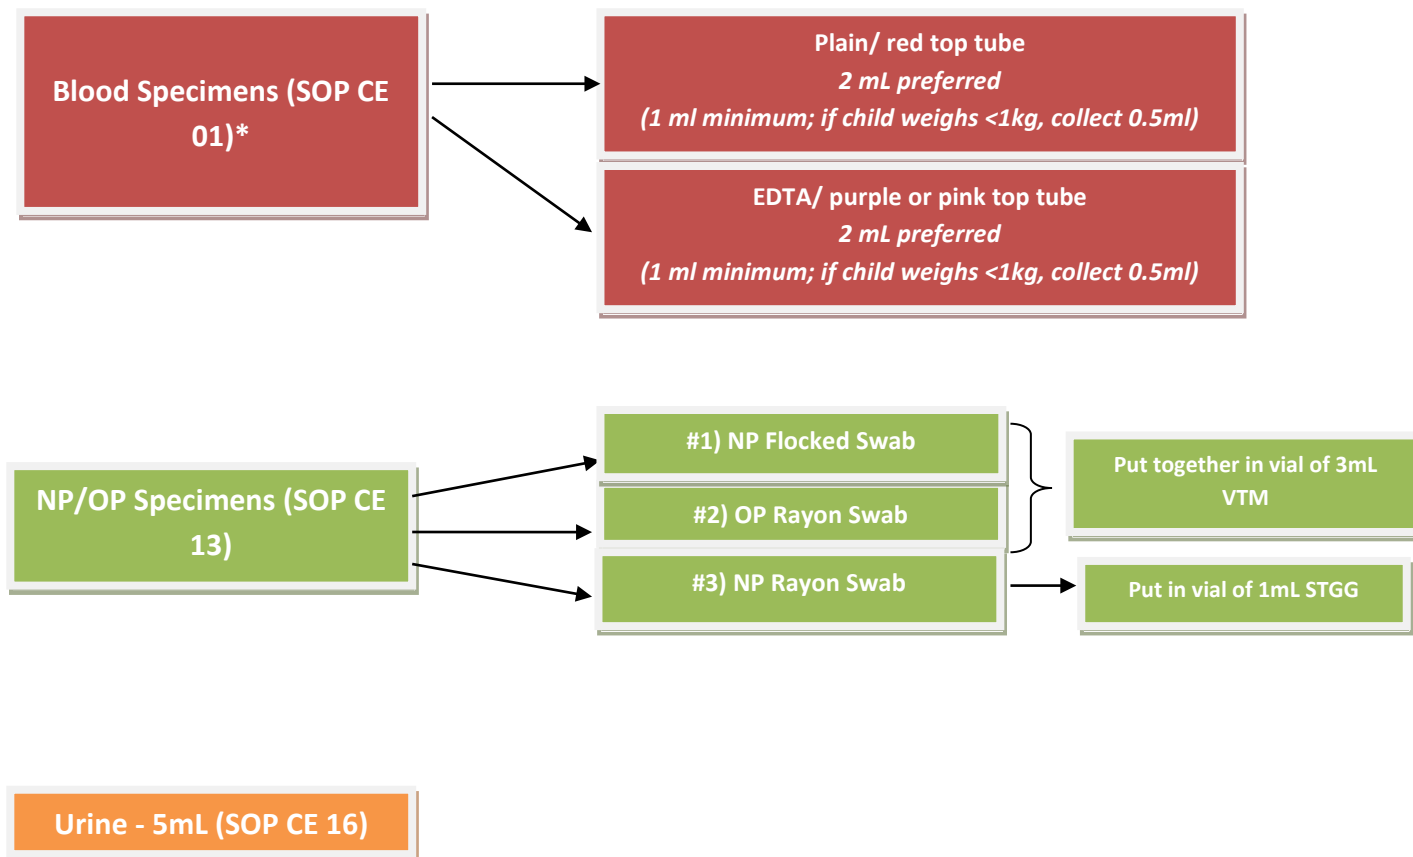 Blood Specimens (SOP CE
01)*
Plain/ red top tube
2 mL preferred
(1 ml minimum; if child weighs <1kg, collect 0.5ml)
EDTA/ purple or pink top tube
2 mL preferred
(1 ml minimum; if child weighs <1kg, collect 0.5ml)
NP/OP Specimens (SOP CE
13)
#1) NP Flocked Swab
#2) OP Rayon Swab
#3) NP Rayon Swab
Put together in vial of 3mL
VTM
Put in vial of 1mL STGG
Urine - 5mL (SOP CE 16)